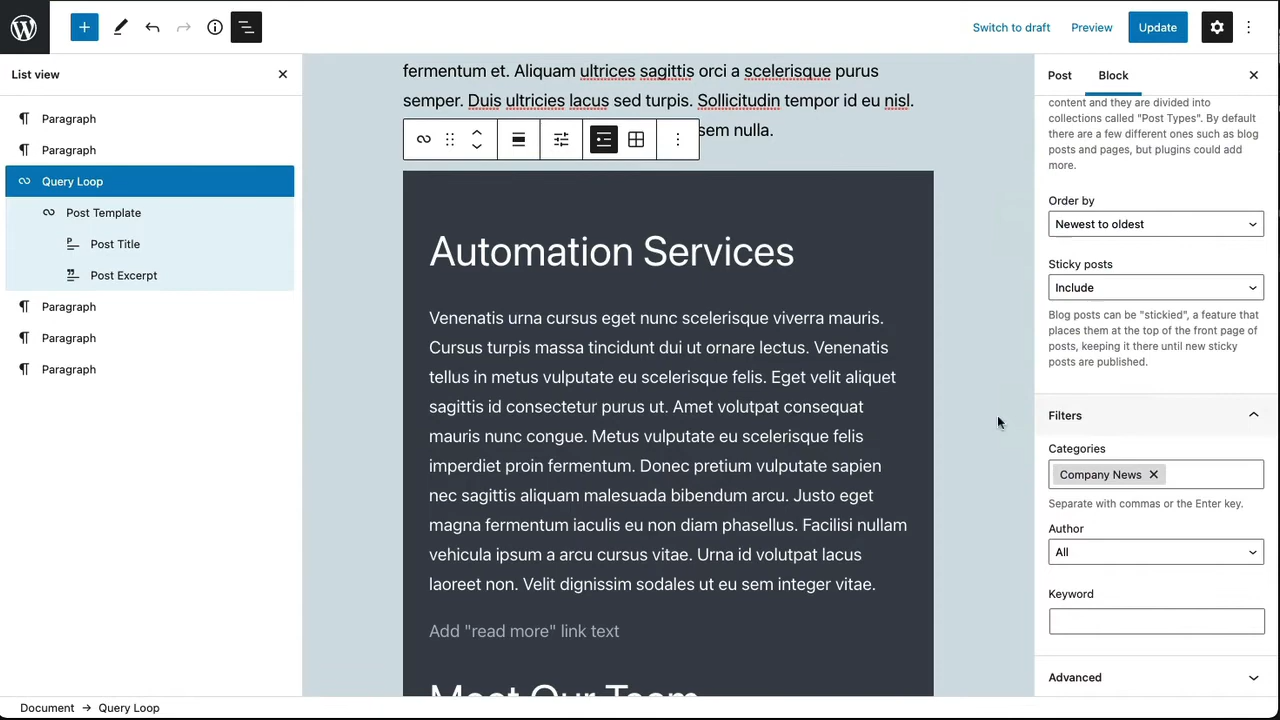 Switch to draft
Preview
Update
List view
Paragraph
Paragraph
Query Loop
Post Template
Post Title
Post Excerpt
Paragraph
Paragraph
Paragraph
fermentum et. Aliquam ultrices sagittis orci a scelerisque purus
semper. Duis ultricies lacus sed turpis. Sollicitudin tempor id eu nisl.
sem nulla.
Automation Services
Venenatis urna cursus eget nunc scelerisque viverra mauris.
Cursus turpis massa tincidunt dui ut ornare lectus. Venenatis
tellus in metus vulputate eu scelerisque felis. Eget velit aliquet
sagittis id consectetur purus ut. Amet volutpat consequat
mauris nunc congue. Metus vulputate eu scelerisque felis
imperdiet proin fermentum. Donec pretium vulputate sapien
nec sagittis aliquam malesuada bibendum arcu. Justo eget
magna fermentum iaculis eu non diam phasellus. Facilisi nullam
vehicula ipsum a arcu cursus vitae. Urna id volutpat lacus
laoreet non. Velit dignissim sodales ut eu sem integer vitae.
Add "read more" link text
Meet Our Team
Post
Block
content and they are divided into
collections called "Post Types". By default
there are a few different ones such as blog
posts and pages, but plugins could add
more.
Order by
Newest to oldest
Sticky posts
Include
Blog posts can be "stickied", a feature that
places them at the top of the front page of
posts, keeping it there until new sticky
posts are published.
Filters
Categories
Company News
Separate with commas or the Enter key.
Author
All
Keyword
Advanced
Document → Query Loop